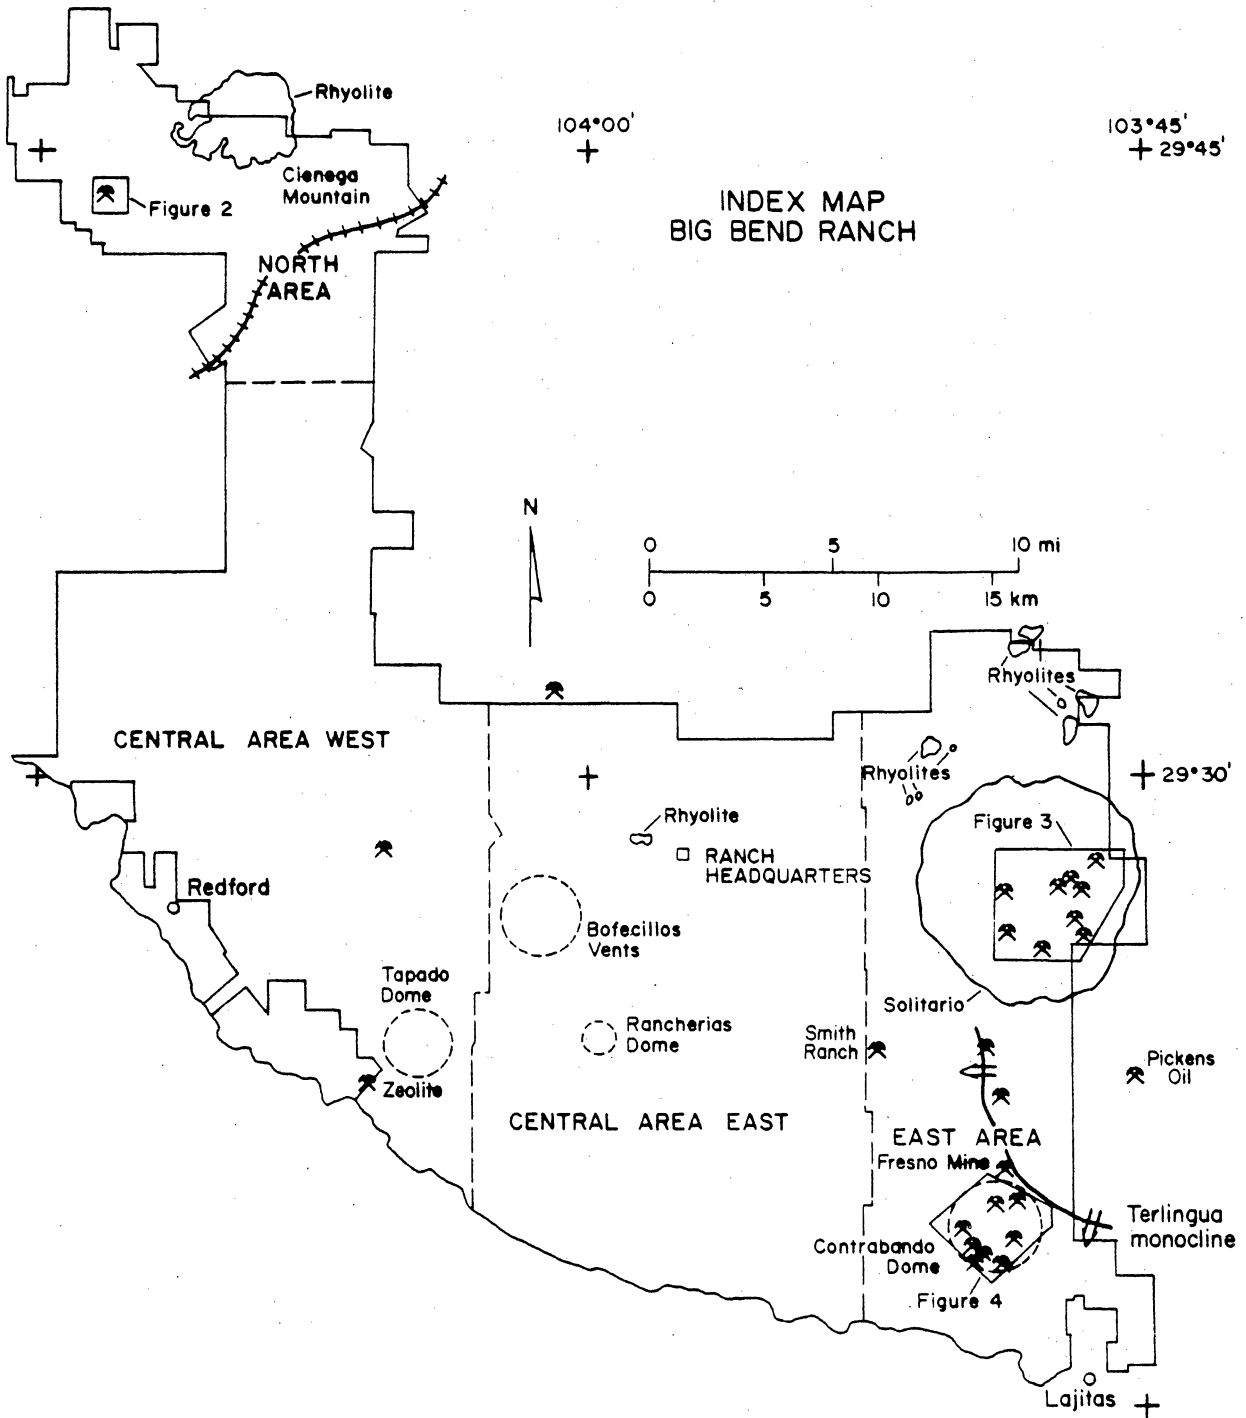 Rhyolite
104°00'
103°45'
29°45'
Cienega
Mountain
Figure 2
INDEX MAP
BIG BEND RANCH
NORTH
AREA
N
0 5 10 mi
0 5 10 15 km
Rhyolites
CENTRAL AREA WEST
Rhyolites
29°30'
Rhyolite
Figure 3
RANCH
HEADQUARTERS
Redford
Bofecillos
Vents
Tapado
Dome
Solitario
Rancherias
Dome
Smith
Ranch
Pickens
Oil
Zeolite
CENTRAL AREA EAST
EAST AREA
Fresno Mine
Terlingua
monocline
Contrabando
Dome
Figure 4
Lajitas